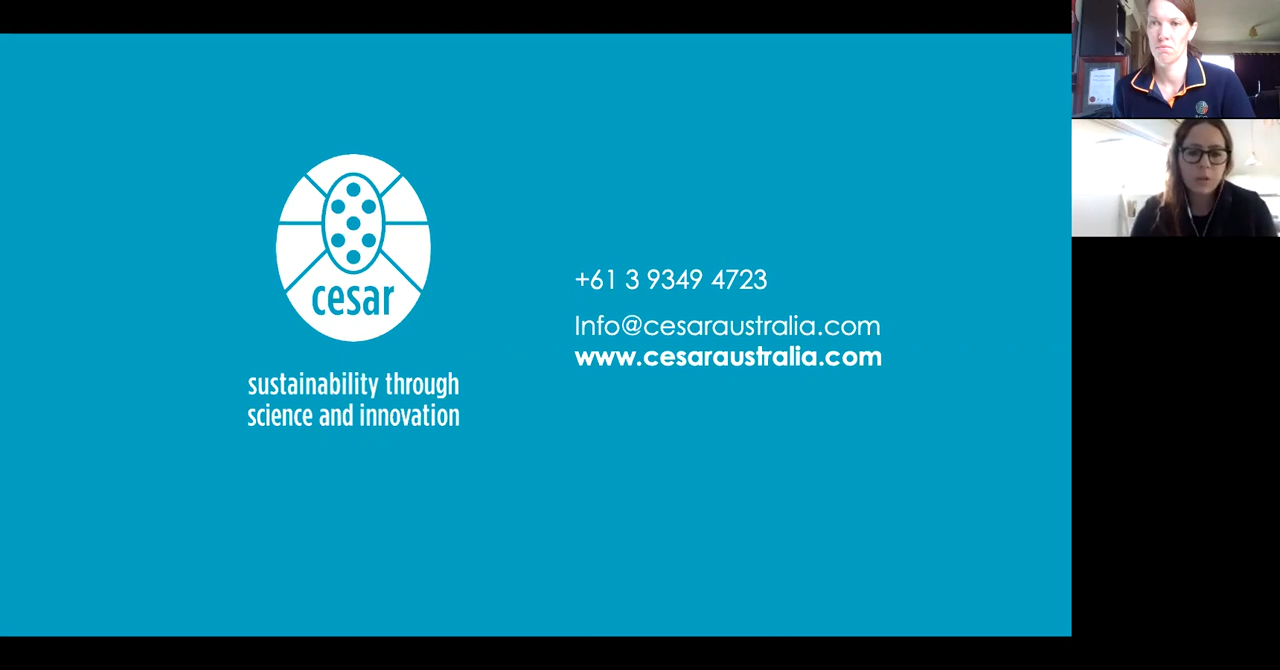 cesar
sustainability through
science and innovation
+61 3 9349 4723
Info@cesaraustralia.com
www.cesaraustralia.com